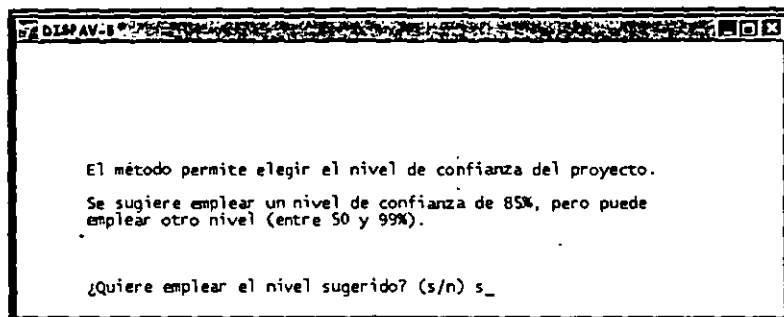 DISPAV-5
El método permite elegir el nivel de confianza del proyecto.
Se sugiere emplear un nivel de confianza de 85%, pero puede
emplear otro nivel (entre 50 y 99%).
¿Quiere emplear el nivel sugerido? (s/n) s_